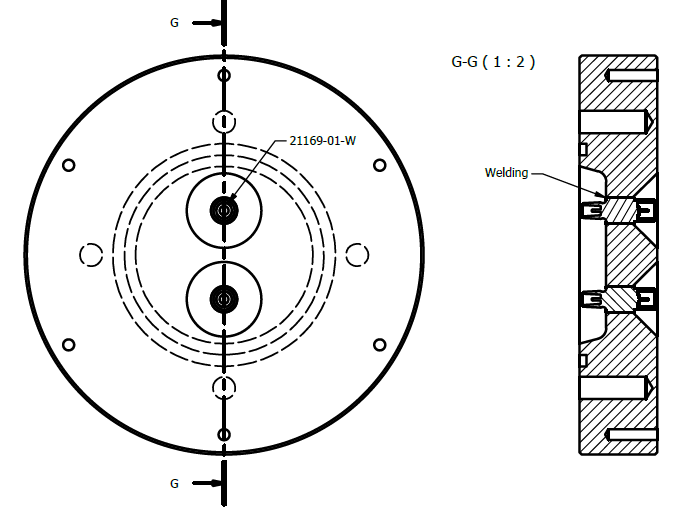 G
G-G ( 1 : 2 )
21169-01-W
Welding
G